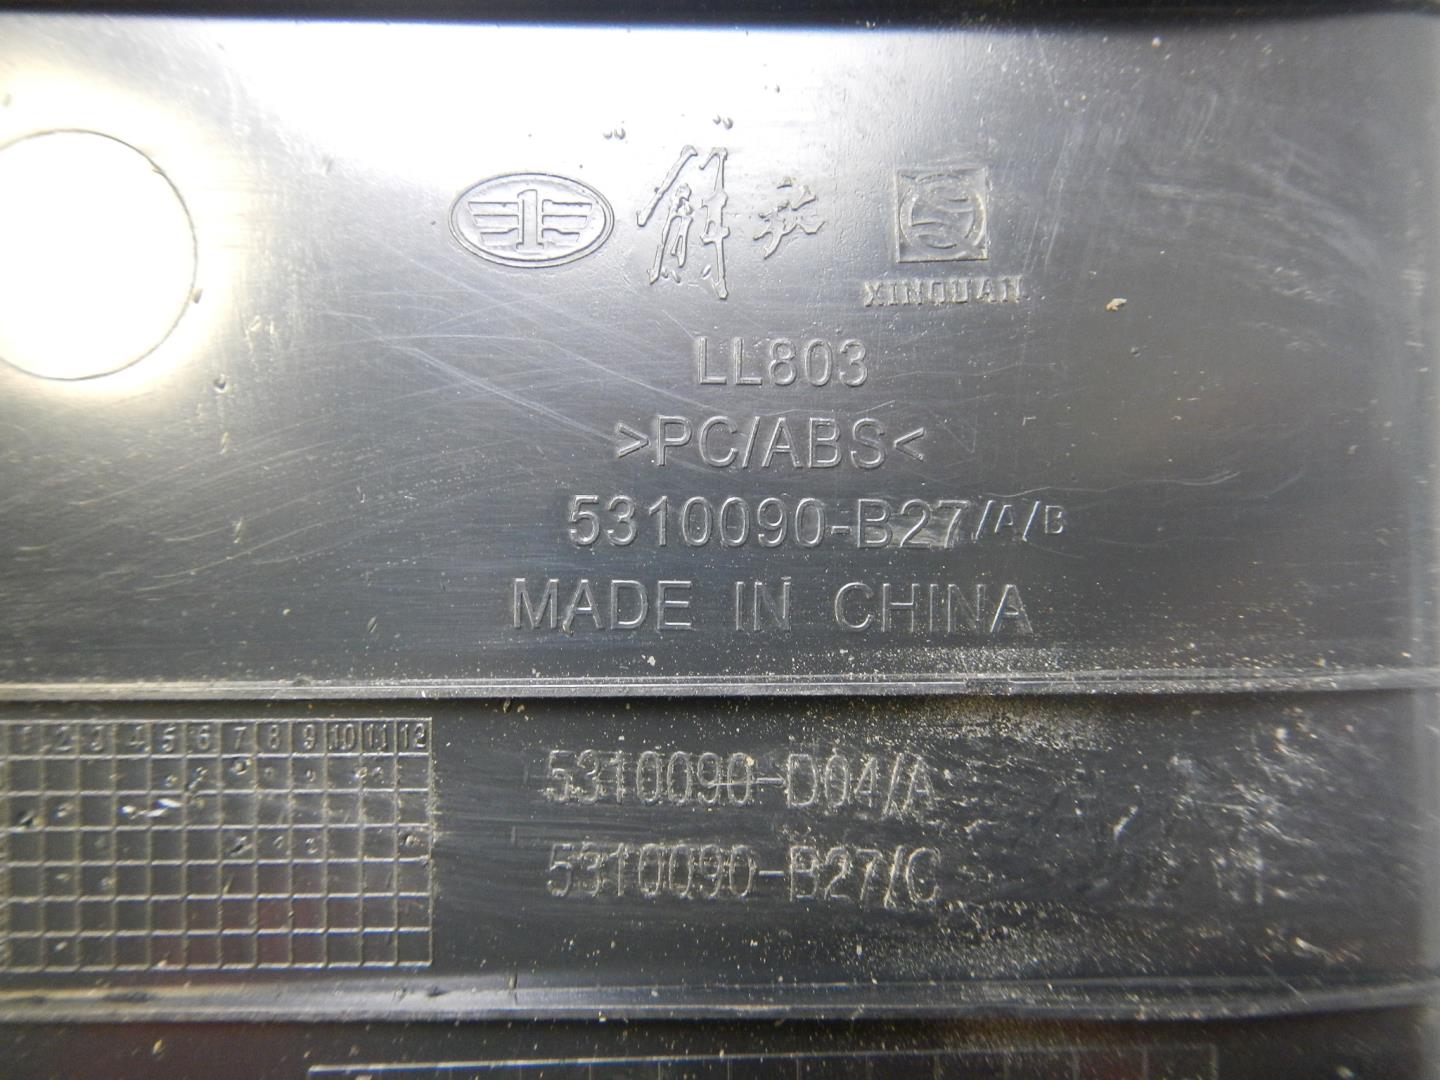 "解放"
XINQUAN
LL803
>PC/ABS<
5310090-B27/A/B
MADE IN CHINA
1 2 3 4 5 6 7 8 9 10 11 12
5310090-D04/A
5310090-B27/C